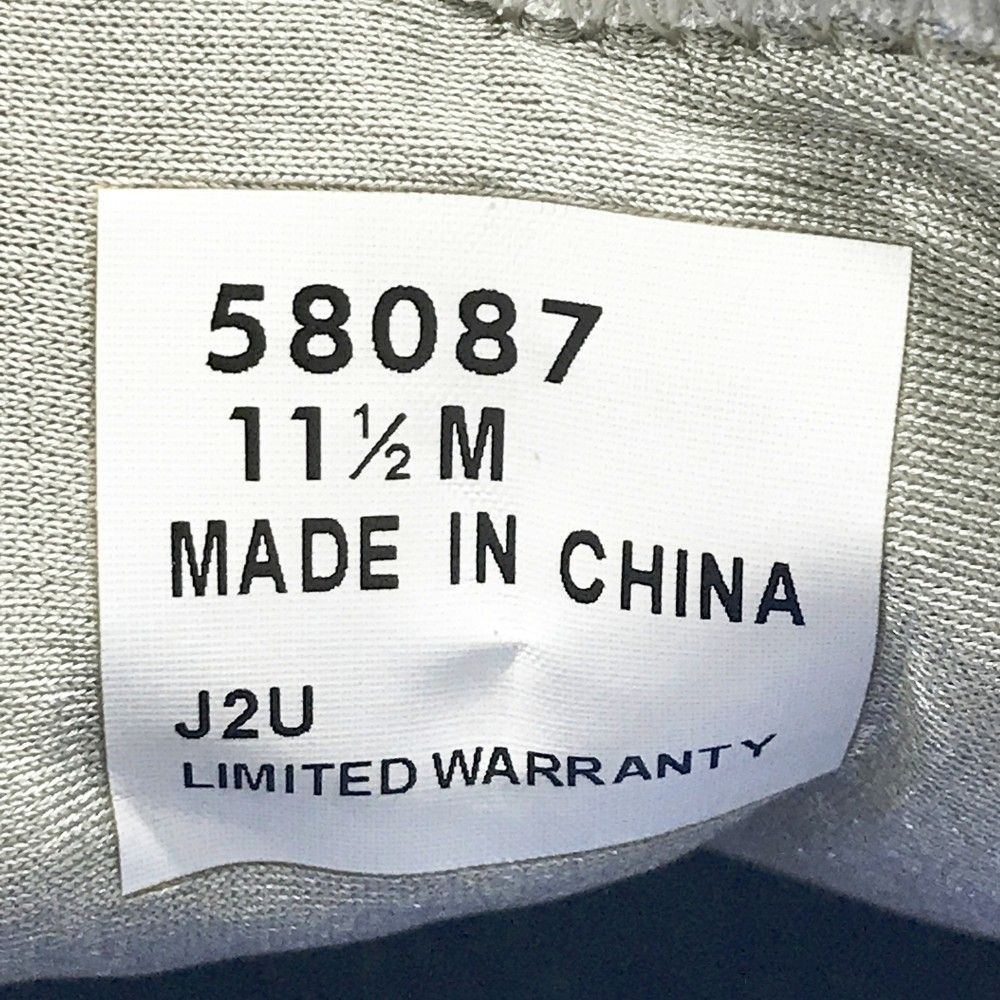 58087
11½ M
MADE IN CHINA
J2U
LIMITED WARRANTY